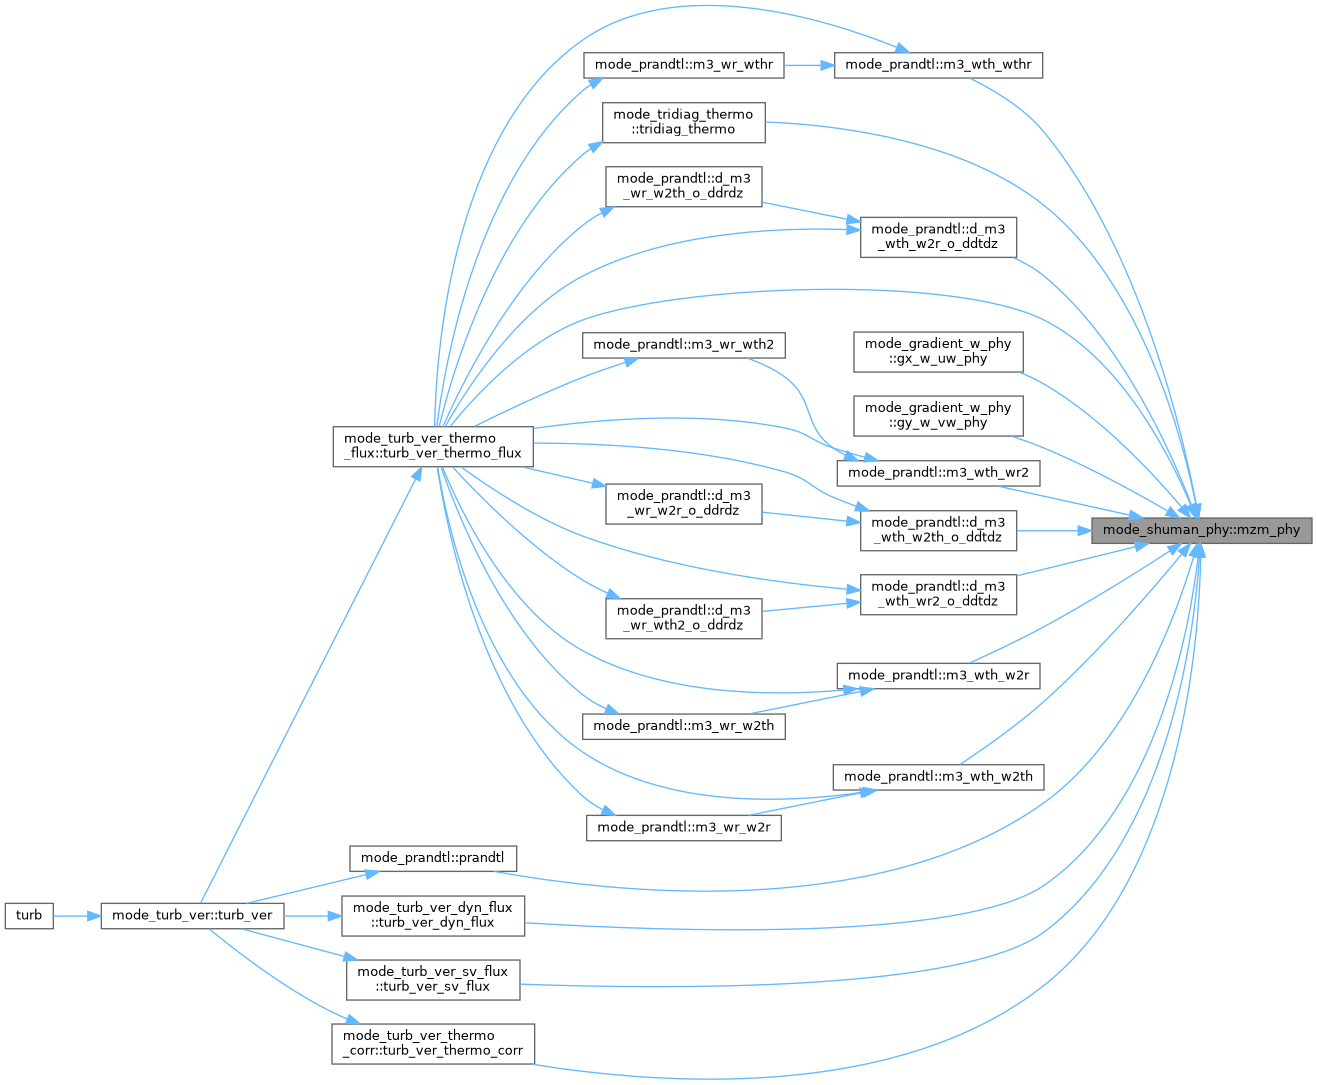 mode_prandtl::m3_wr_wthr
mode_prandtl::m3_wth_wthr
mode_tridiag_thermo
::tridiag_thermo
mode_prandtl::d_m3
_wr_w2th_o_ddrdz
mode_prandtl::d_m3
_wth_w2r_o_ddtdz
mode_prandtl::m3_wr_wth2
mode_gradient_w_phy
::gx_w_uw_phy
mode_gradient_w_phy
::gy_w_vw_phy
mode_turb_ver_thermo
_flux::turb_ver_thermo_flux
mode_prandtl::m3_wth_wr2
mode_prandtl::d_m3
_wr_w2r_o_ddrdz
mode_prandtl::d_m3
_wth_w2th_o_ddtdz
mode_shuman_phy::mzm_phy
mode_prandtl::d_m3
_wth_wr2_o_ddtdz
mode_prandtl::d_m3
_wr_wth2_o_ddrdz
mode_prandtl::m3_wth_w2r
mode_prandtl::m3_wr_w2th
mode_prandtl::m3_wth_w2th
mode_prandtl::m3_wr_w2r
mode_prandtl::prandtl
turb
mode_turb_ver::turb_ver
mode_turb_ver_dyn_flux
::turb_ver_dyn_flux
mode_turb_ver_sv_flux
::turb_ver_sv_flux
mode_turb_ver_thermo
_corr::turb_ver_thermo_corr